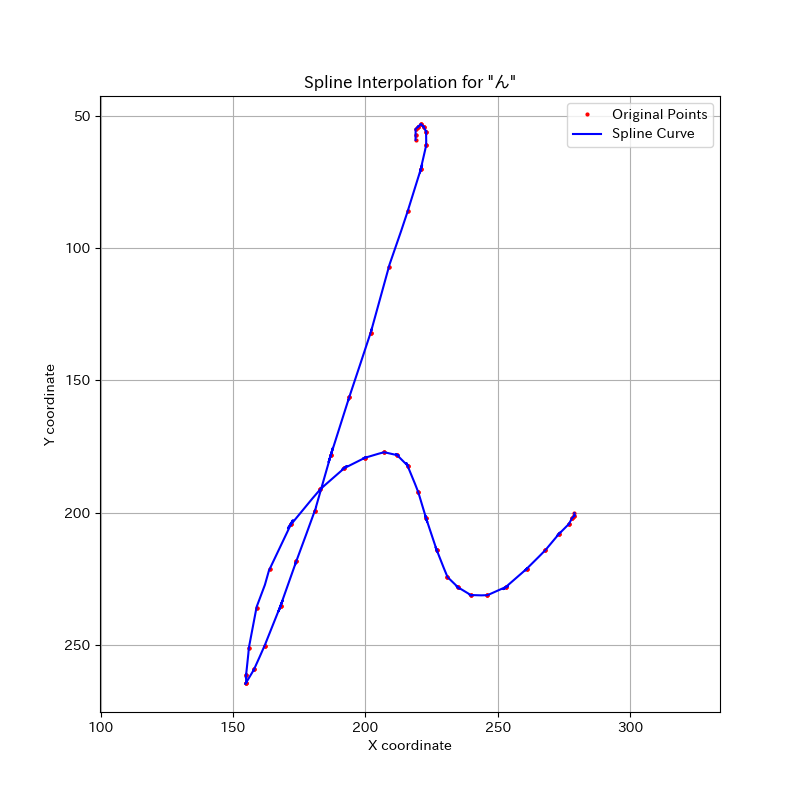 Spline Interpolation for "ん"
Original Points
Spline Curve
50
100
150
200
250
Y coordinate
100 150 200 250 300
X coordinate